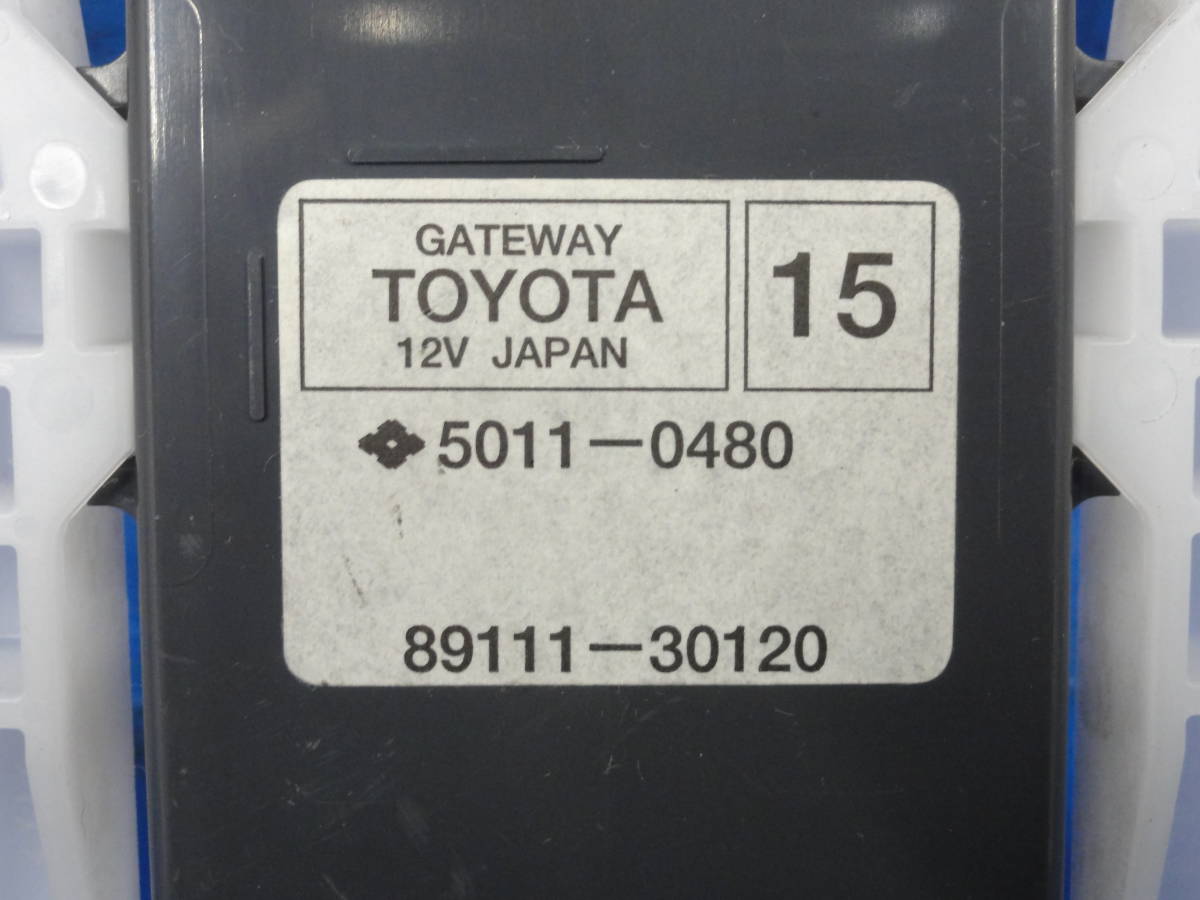 GATEWAY
TOYOTA
12V JAPAN
15
5011-0480
89111-30120